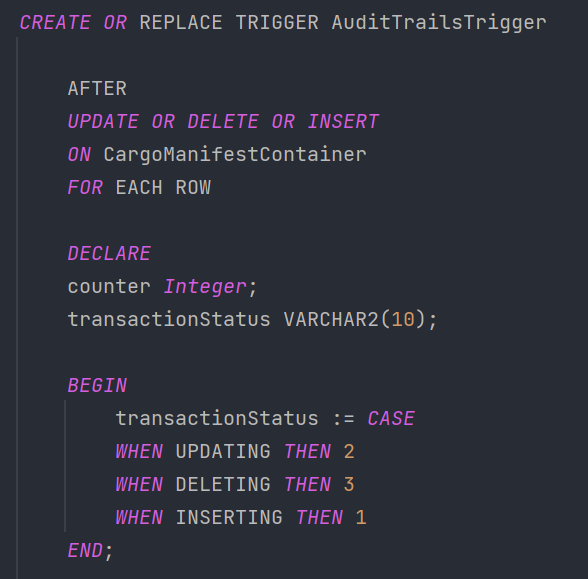 CREATE OR REPLACE TRIGGER AuditTrailsTrigger
AFTER
UPDATE OR DELETE OR INSERT
ON CargoManifestContainer
FOR EACH ROW
DECLARE
counter Integer;
transactionStatus VARCHAR2(10);
BEGIN
transactionStatus := CASE
WHEN UPDATING THEN 2
WHEN DELETING THEN 3
WHEN INSERTING THEN 1
END;